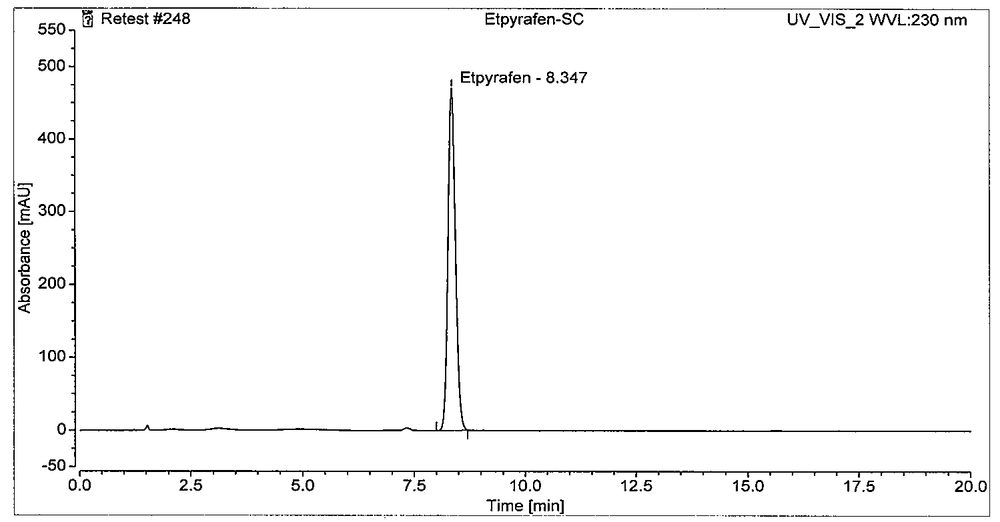 Retest #248 Etpyrafen-SC UV_VIS_2 WVL:230 nm
550
500
Etpyrafen - 8.347
400
300
200
100
0
-50
Absorbance [mAU]
0.0 2.5 5.0 7.5 10.0 12.5 15.0 17.5 20.0
Time [min]